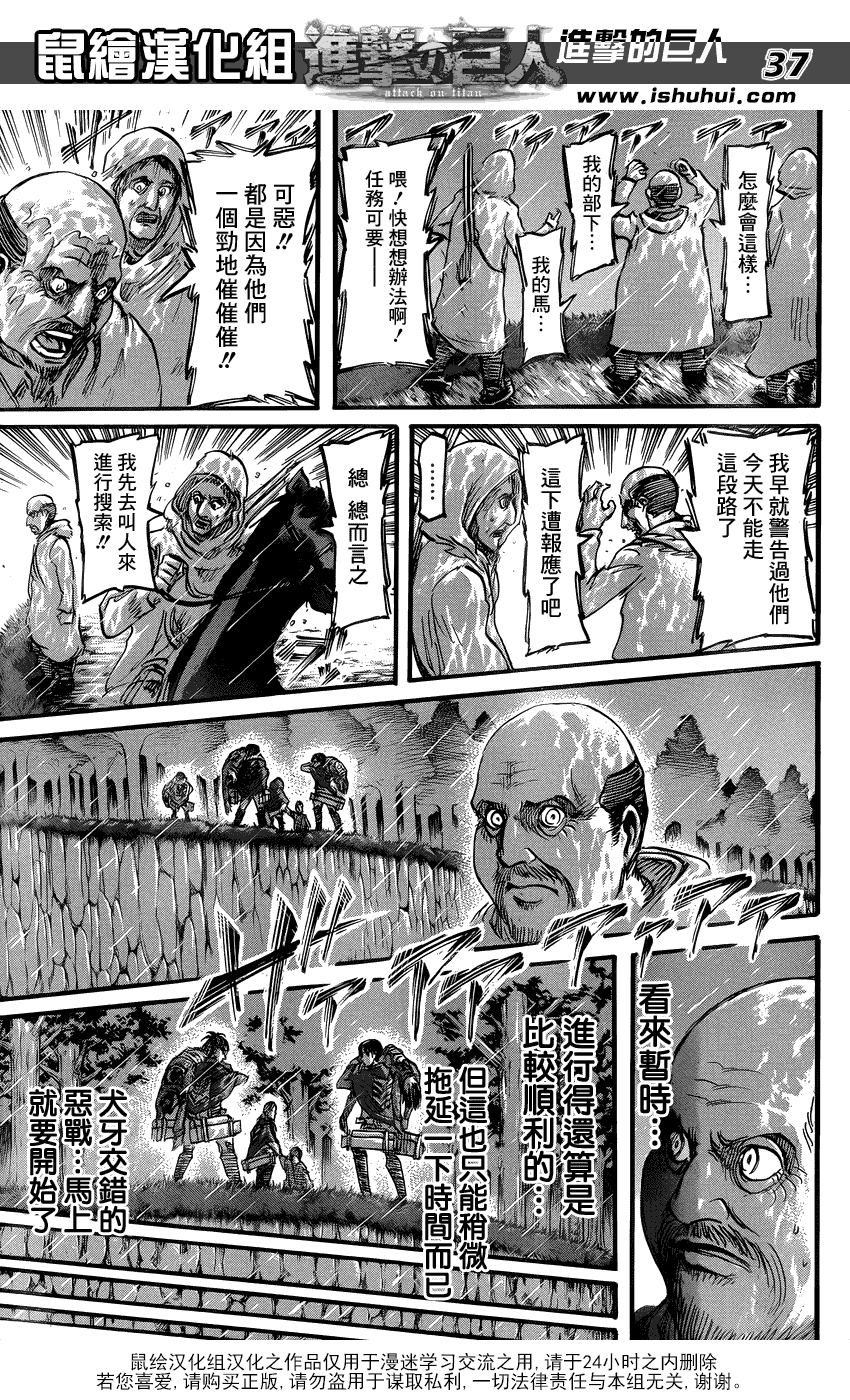 鼠繪漢化組
進撃の巨人
attack on titan
進擊的巨人
37
www.ishuhui.com
怎麼會這樣…
我的部下…
我的馬…
喂！快想想辦法啊！
任務可要——
可惡!!
都是因為他們
一個勁地催催催!!
我早就警告過他們
今天不能走
這段路了
這下遭報應了吧
……
總 總而言之
我先去叫人來
進行搜索!!
ザアアアアアアア
看來暫時…
進行得還算是
比較順利的…
但這也只能稍微
拖延一下時間而已
犬牙交錯的
惡戰…馬上
就要開始了
鼠绘汉化组汉化之作品仅用于漫迷学习交流之用, 请于24小时之内删除
若您喜爱, 请购买正版, 请勿用于谋取私利, 一切法律责任与本组无关, 谢谢。